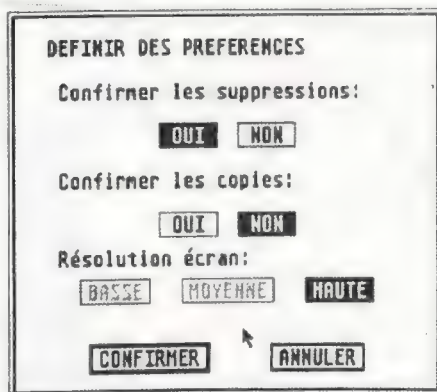 DEFINIR DES PREFERENCES
Confirmer les suppressions:
OUI NON
Confirmer les copies:
OUI NON
Résolution écran:
BASSE MOYENNE HAUTE
CONFIRMER ANNULER